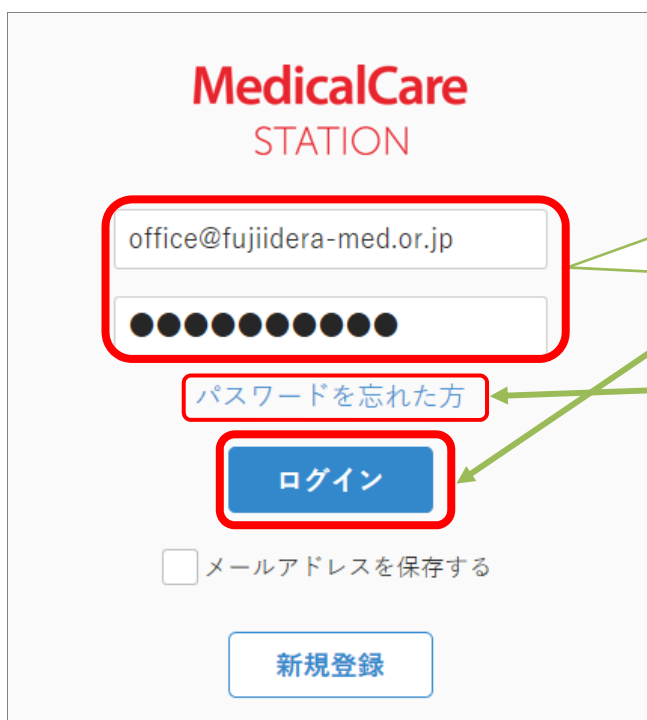 MedicalCare
STATION
office@fujiidera-med.or.jp
●●●●●●●●●●
パスワードを忘れた方
ログイン
メールアドレスを保存する
新規登録